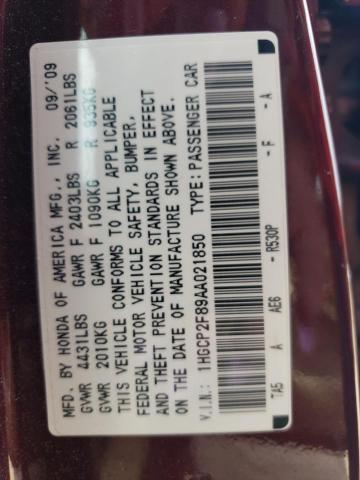 MFD. BY HONDA OF AMERICA MFG., INC. 09/'09
GVWR 4431LBS GAWR F 2403LBS R 2061LBS
GVWR 2010KG GAWR F 1090KG R 935KG
THIS VEHICLE CONFORMS TO ALL APPLICABLE
FEDERAL MOTOR VEHICLE SAFETY, BUMPER,
AND THEFT PREVENTION STANDARDS IN EFFECT
ON THE DATE OF MANUFACTURE SHOWN ABOVE.
V.I.N.: 1HGCP2F89AA021850 TYPE: PASSENGER CAR
TA5 A AE6 - R530P - F - A